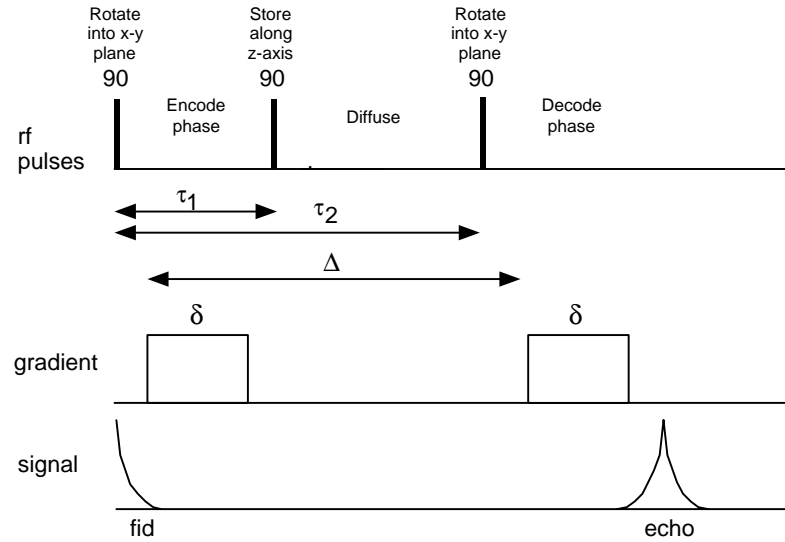 Rotate
into x-y
plane
90
Store
along
z-axis
90
Rotate
into x-y
plane
90
Encode
phase
Diffuse
Decode
phase
rf
pulses
τ1
τ2
Δ
δ
δ
gradient
signal
fid
echo